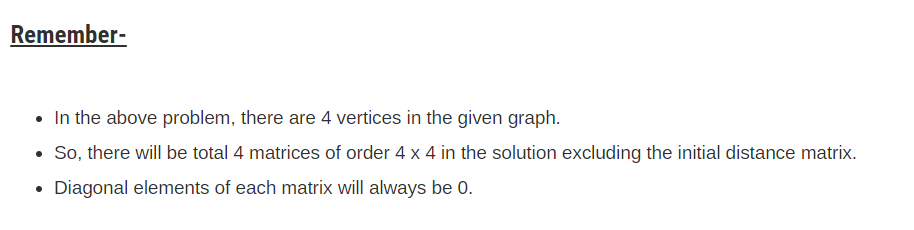 Remember-
• In the above problem, there are 4 vertices in the given graph.
• So, there will be total 4 matrices of order 4 x 4 in the solution excluding the initial distance matrix.
• Diagonal elements of each matrix will always be 0.